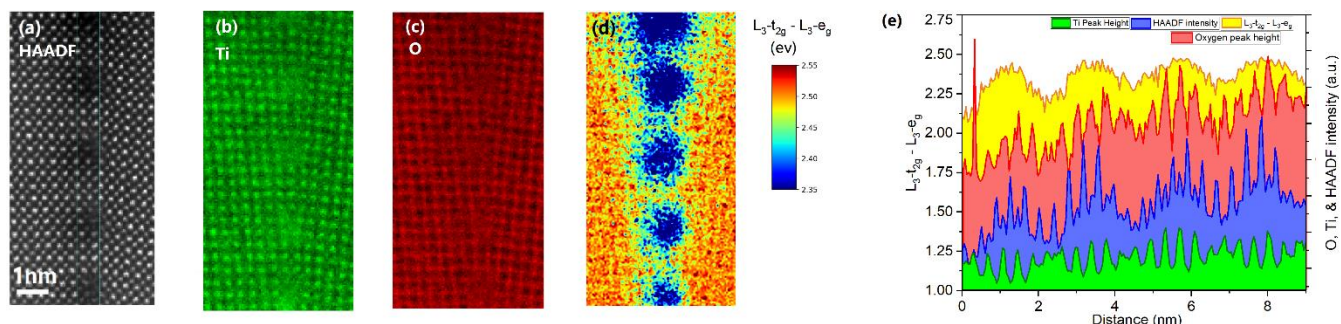 (a)
HAADF
1nm
(b)
Ti
(c)
O
(d)
L3-t2g - L3-eg
(ev)
2.55
2.50
2.45
2.40
2.35
(e)
Ti Peak Height
HAADF intensity
L3-t2g - L3-eg
Oxygen peak height
L3-t2g - L3-eg
2.75
2.50
2.25
2.00
1.75
1.50
1.25
1.00
0
2
4
6
8
Distance (nm)
O, Ti, & HAADF intensity (a.u.)